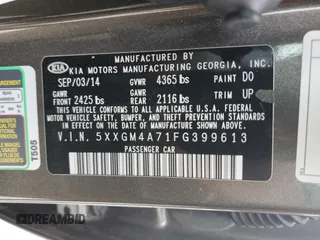 MANUFACTURED BY
KIA KIA MOTORS MANUFACTURING GEORGIA, INC.
SEP/03/14 GVWR 4365 lbs PAINT DO
GAWR GAWR
FRONT 2425 lbs REAR 2116 lbs TRIM UP
THIS VEHICLE CONFORMS TO ALL APPLICABLE
FEDERAL MOTOR VEHICLE SAFETY, BUMPER,
AND THEFT PREVENTION STANDARDS IN EFFECT ON
THE DATE OF MANUFACTURE SHOWN ABOVE.
V.I.N. 5XXGM4A71FG399613
PASSENGER CAR
T505
DREAMBID